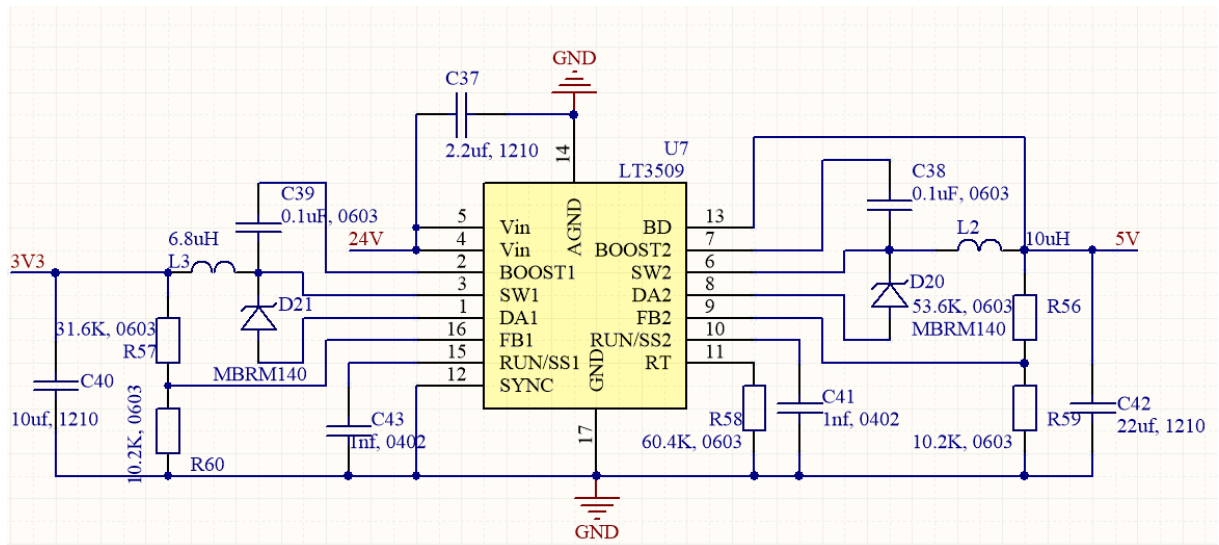 GND
C37
2.2uf, 1210
14
U7
LT3509
C39
0.1uF, 0603
C38
0.1uF, 0603
6.8uH
L3
24V
3V3
5
Vin
4
Vin
2
BOOST1
3
SW1
1
DA1
16
FB1
15
RUN/SS1
12
SYNC
AGND
GND
BD
13
BOOST2
7
SW2
6
DA2
8
FB2
9
RUN/SS2
10
RT
11
17
L2
10uH
5V
D21
MBRM140
D20
53.6K, 0603
R56
MBRM140
31.6K, 0603
R57
C40
10uf, 1210
10.2K, 0603
R60
C43
1nf, 0402
R58
60.4K, 0603
C41
1nf, 0402
R59
10.2K, 0603
C42
22uf, 1210
GND